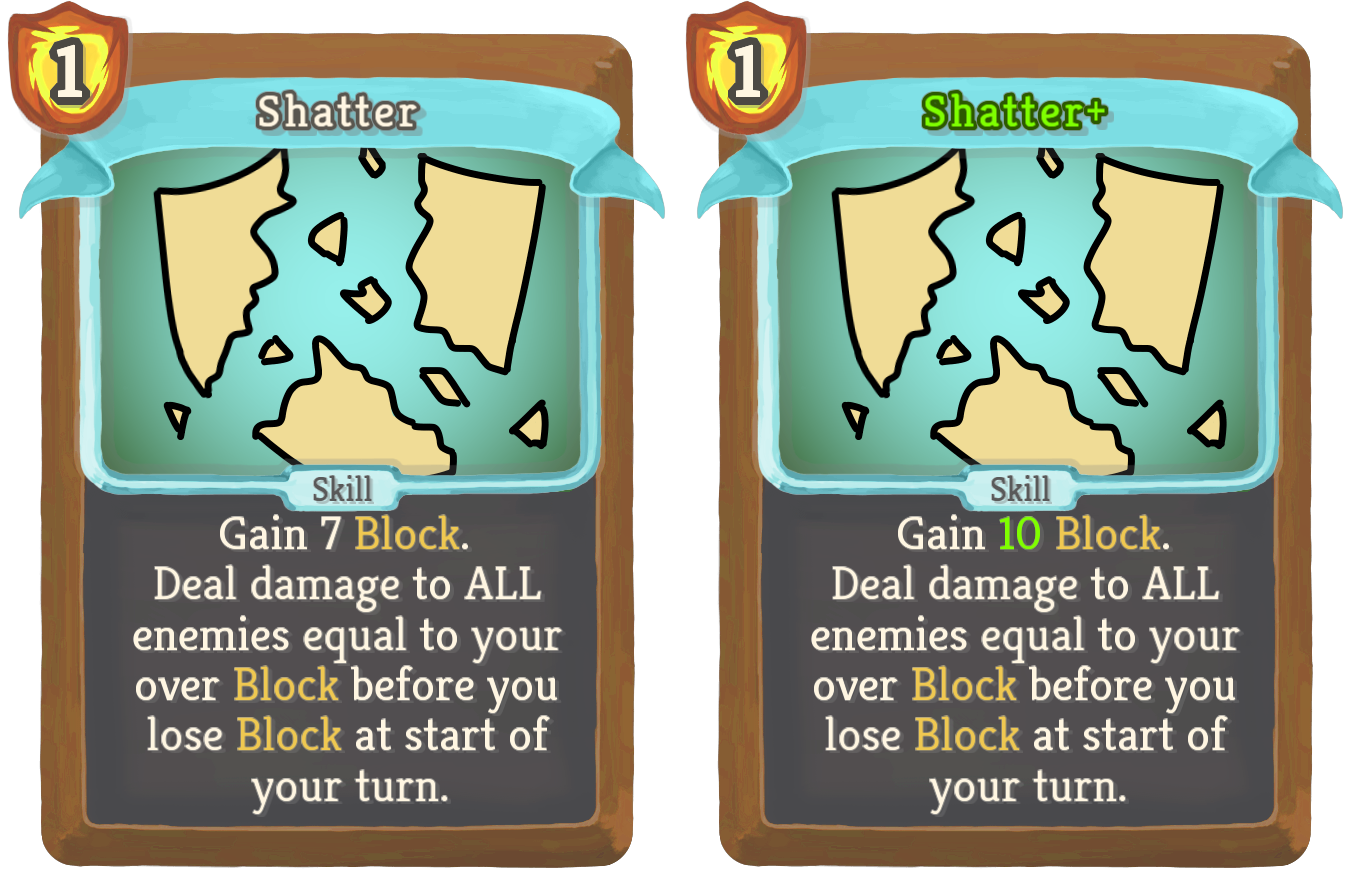 1
Shatter
Skill
Gain 7 Block.
Deal damage to ALL
enemies equal to your
over Block before you
lose Block at start of
your turn.
1
Shatter+
Skill
Gain 10 Block.
Deal damage to ALL
enemies equal to your
over Block before you
lose Block at start of
your turn.